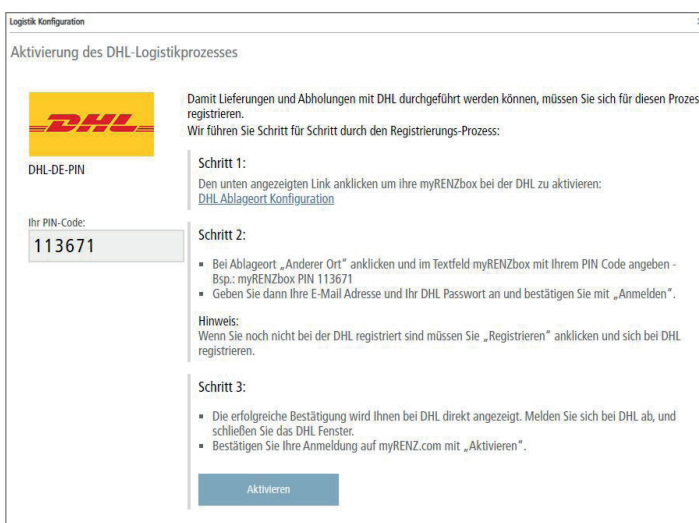 Logistik Konfiguration
Aktivierung des DHL-Logistikprozesses
DHL
DHL-DE-PIN
Ihr PIN-Code:
113671
Damit Lieferungen und Abholungen mit DHL durchgeführt werden können, müssen Sie sich für diesen Prozes
registrieren.
Wir führen Sie Schritt für Schritt durch den Registrierungs-Prozess:
Schritt 1:
Den unten angezeigten Link anklicken um ihre myRENZbox bei der DHL zu aktivieren:
DHL Ablageort Konfiguration
Schritt 2:
▪ Bei Ablageort „Anderer Ort" anklicken und im Textfeld myRENZbox mit Ihrem PIN Code angeben -
Bsp.: myRENZbox PIN 113671
▪ Geben Sie dann Ihre E-Mail Adresse und Ihr DHL Passwort an und bestätigen Sie mit „Anmelden".
Hinweis:
Wenn Sie noch nicht bei der DHL registriert sind müssen Sie „Registrieren" anklicken und sich bei DHL
registrieren.
Schritt 3:
▪ Die erfolgreiche Bestätigung wird Ihnen bei DHL direkt angezeigt. Melden Sie sich bei DHL ab, und
schließen Sie das DHL Fenster.
▪ Bestätigen Sie Ihre Anmeldung auf myRENZ.com mit „Aktivieren".
Aktivieren